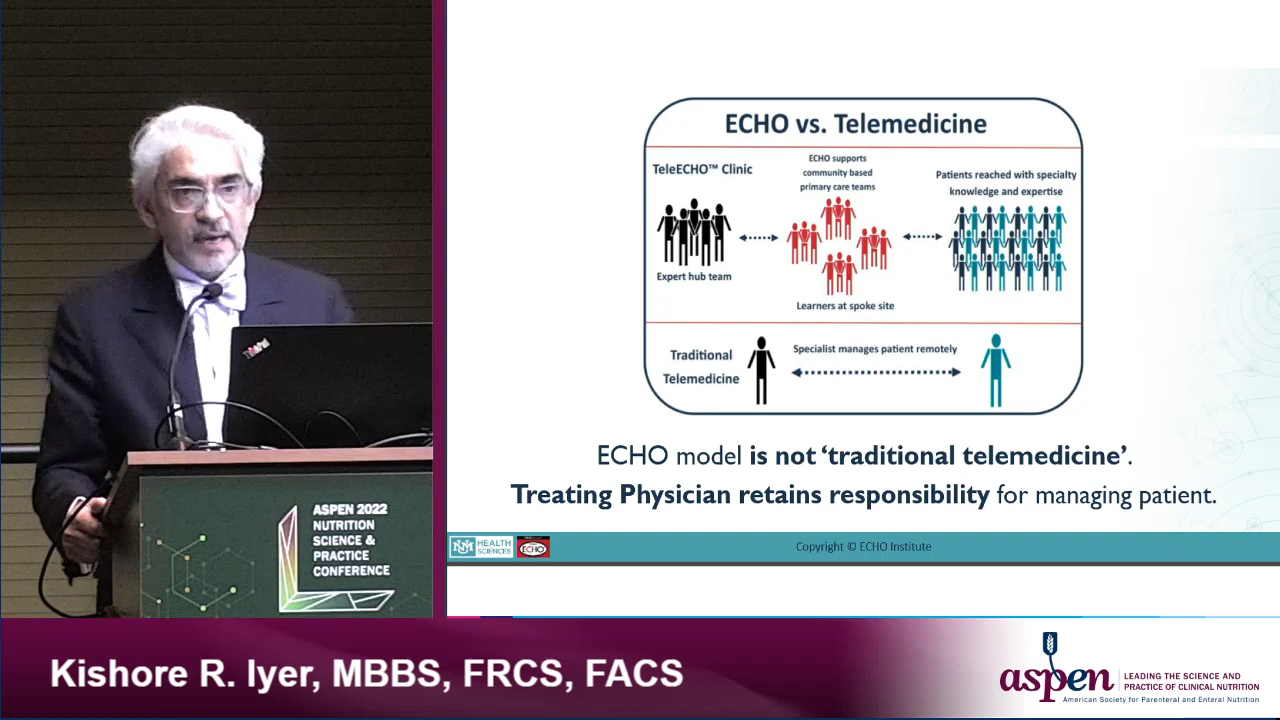 ECHO vs. Telemedicine
TeleECHO™ Clinic
Expert hub team
ECHO supports
community based
primary care teams
Learners at spoke site
Patients reached with specialty
knowledge and expertise
Traditional
Telemedicine
Specialist manages patient remotely
ECHO model is not ‘traditional telemedicine’.
Treating Physician retains responsibility for managing patient.
HEALTH
SCIENCES
ECHO
Copyright © ECHO Institute
ASPEN 2022
NUTRITION
SCIENCE &
PRACTICE
CONFERENCE
Kishore R. Iyer, MBBS, FRCS, FACS
aspen
LEADING THE SCIENCE AND
PRACTICE OF CLINICAL NUTRITION
American Society for Parenteral and Enteral Nutrition